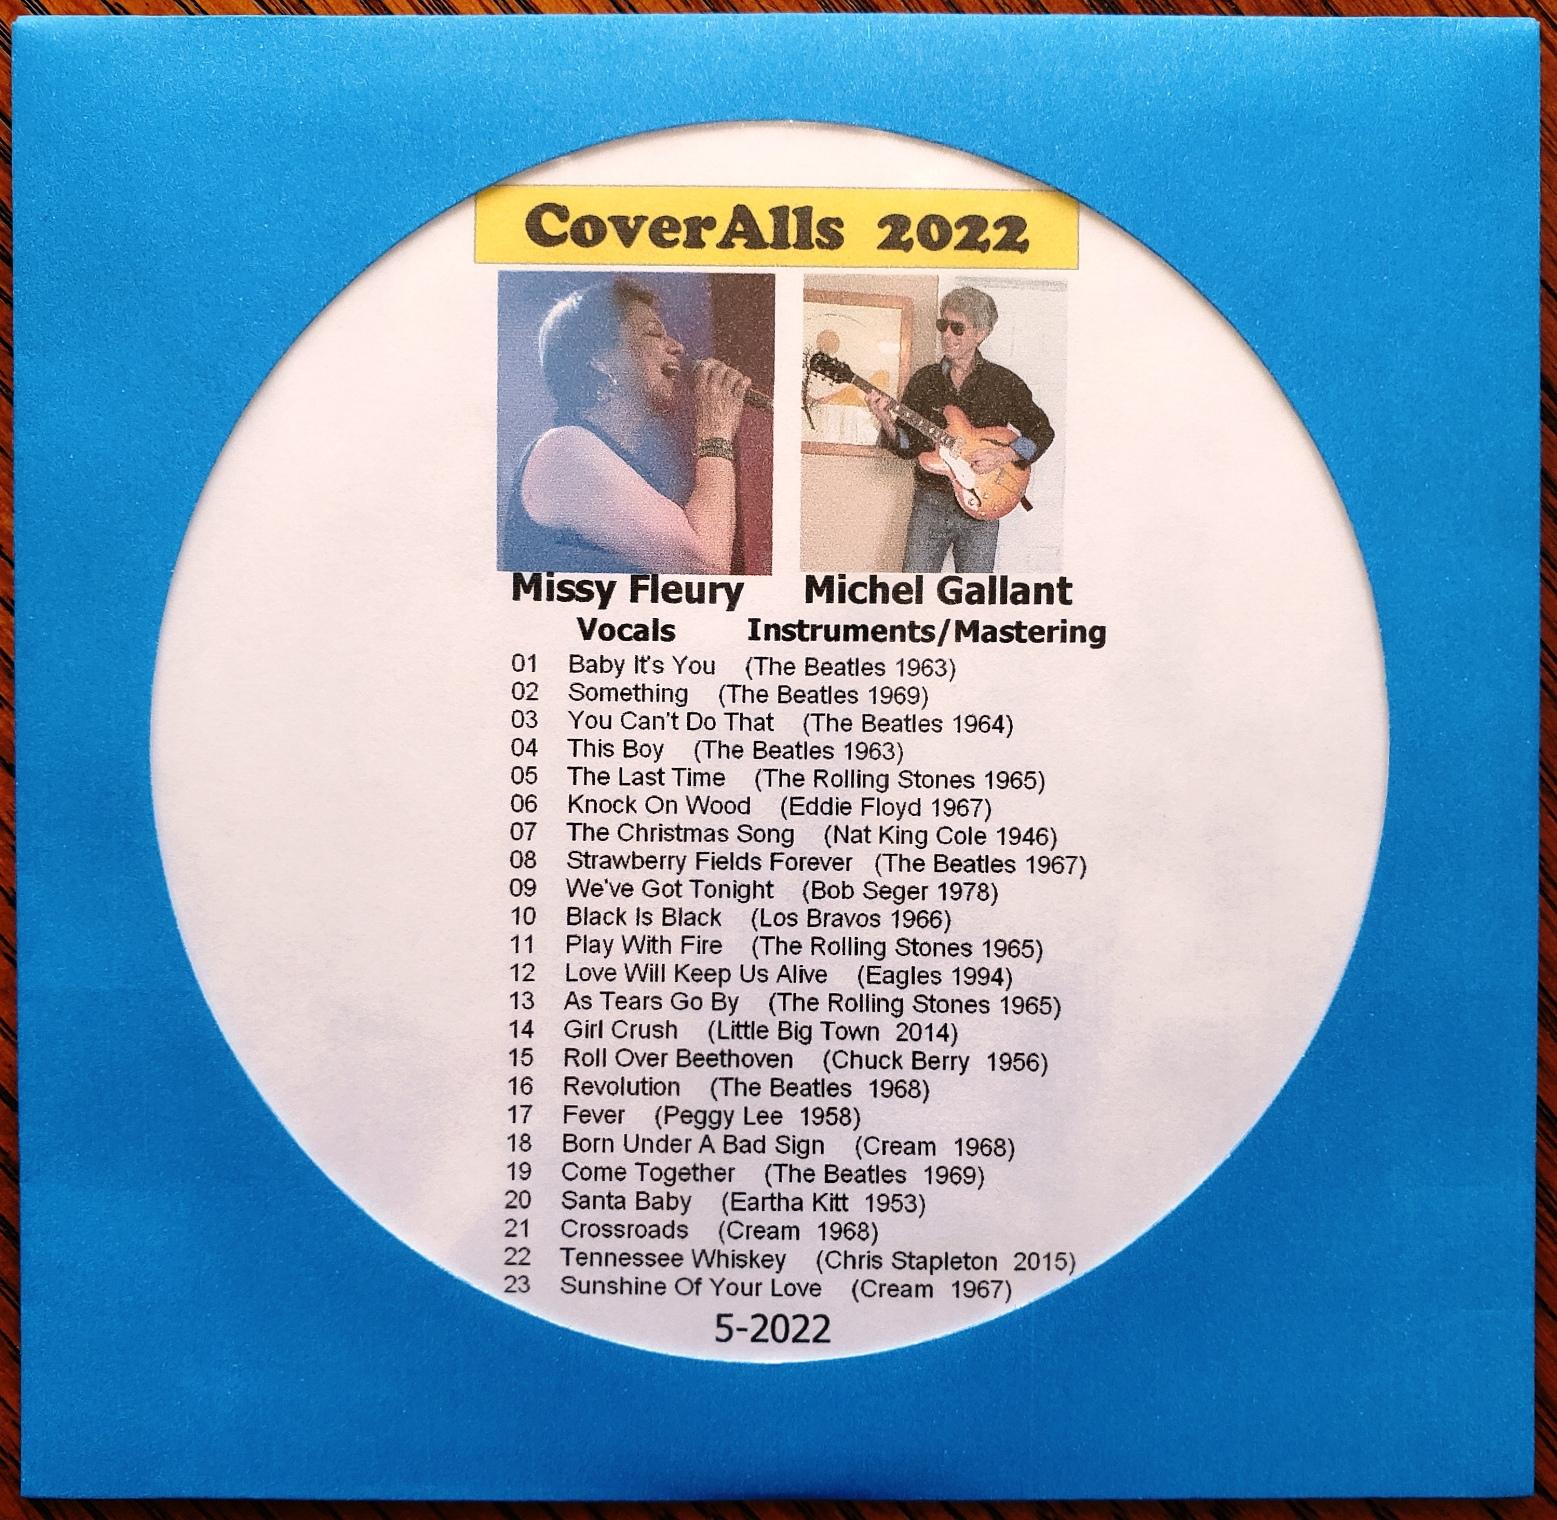 CoverAlls 2022
Missy Fleury Michel Gallant
Vocals Instruments/Mastering
01 Baby It's You (The Beatles 1963)
02 Something (The Beatles 1969)
03 You Can't Do That (The Beatles 1964)
04 This Boy (The Beatles 1963)
05 The Last Time (The Rolling Stones 1965)
06 Knock On Wood (Eddie Floyd 1967)
07 The Christmas Song (Nat King Cole 1946)
08 Strawberry Fields Forever (The Beatles 1967)
09 We've Got Tonight (Bob Seger 1978)
10 Black Is Black (Los Bravos 1966)
11 Play With Fire (The Rolling Stones 1965)
12 Love Will Keep Us Alive (Eagles 1994)
13 As Tears Go By (The Rolling Stones 1965)
14 Girl Crush (Little Big Town 2014)
15 Roll Over Beethoven (Chuck Berry 1956)
16 Revolution (The Beatles 1968)
17 Fever (Peggy Lee 1958)
18 Born Under A Bad Sign (Cream 1968)
19 Come Together (The Beatles 1969)
20 Santa Baby (Eartha Kitt 1953)
21 Crossroads (Cream 1968)
22 Tennessee Whiskey (Chris Stapleton 2015)
23 Sunshine Of Your Love (Cream 1967)
5-2022